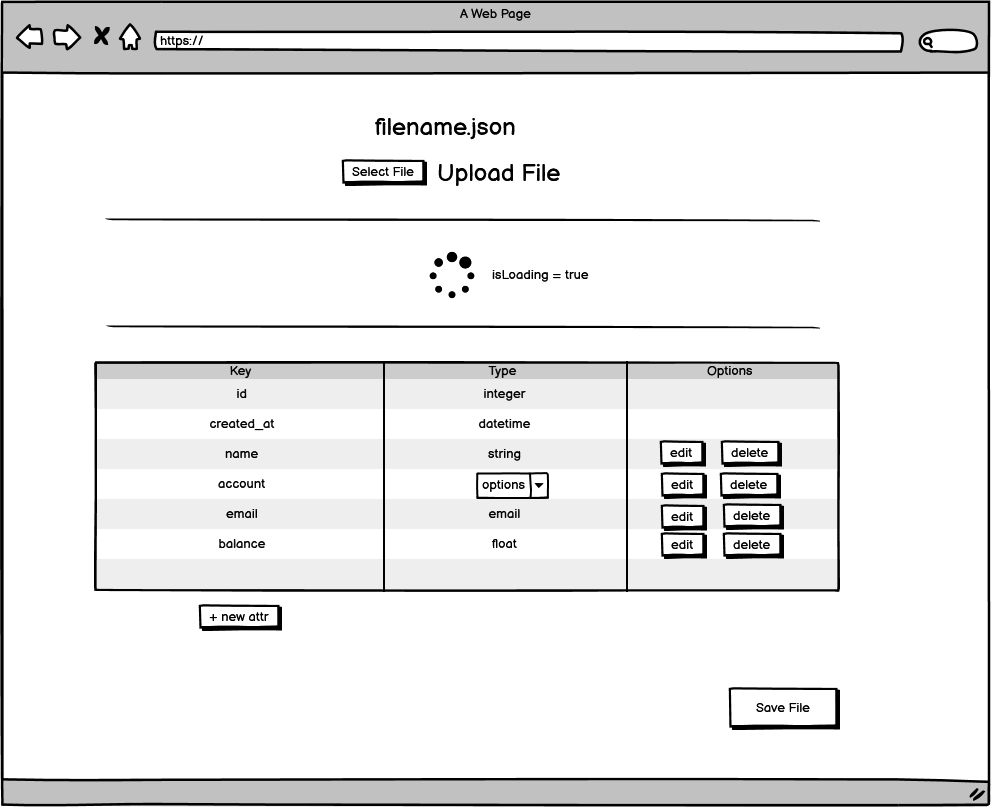 A Web Page
https://
filename.json
Select File Upload File
isLoading = true
Key Type Options
id integer
created_at datetime
name string edit delete
account options edit delete
email email edit delete
balance float edit delete
+ new attr
Save File